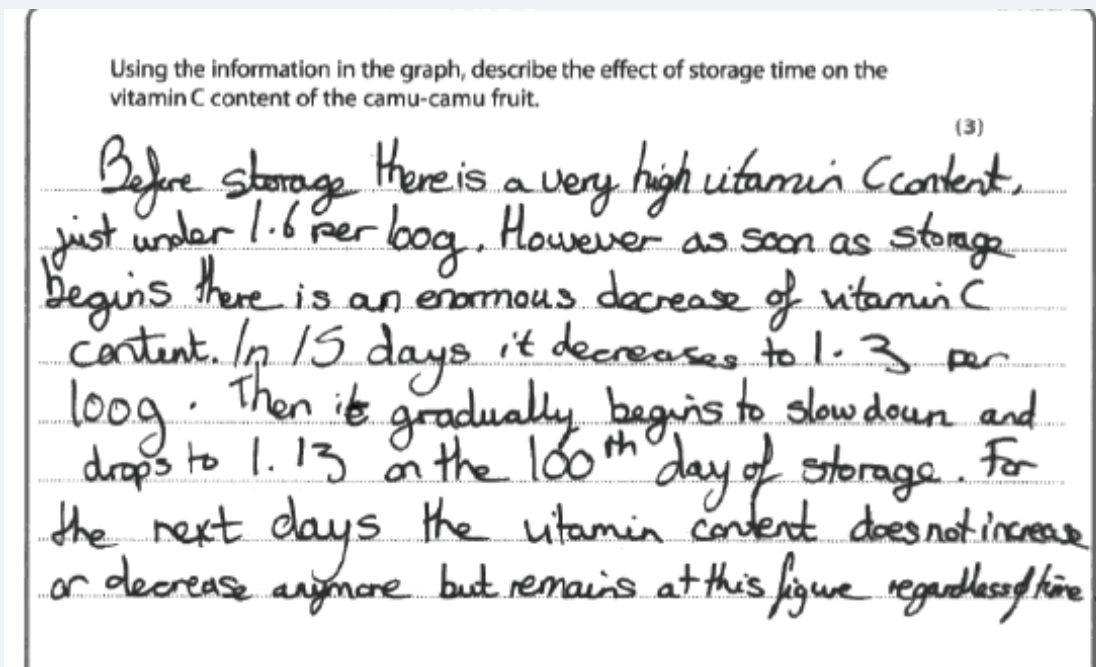 Using the information in the graph, describe the effect of storage time on the
vitamin C content of the camu-camu fruit.
(3)
Before storage there is a very high vitamin C content,
just under 1.6 per 100g. However as soon as storage
begins there is an enormous decrease of vitamin C
content. In 15 days it decreases to 1.3 per
100g. Then it gradually begins to slow down and
drops to 1.13 on the 100th day of storage. For
the next days the vitamin content does not increase
or decrease anymore but remains at this figure regardless of time